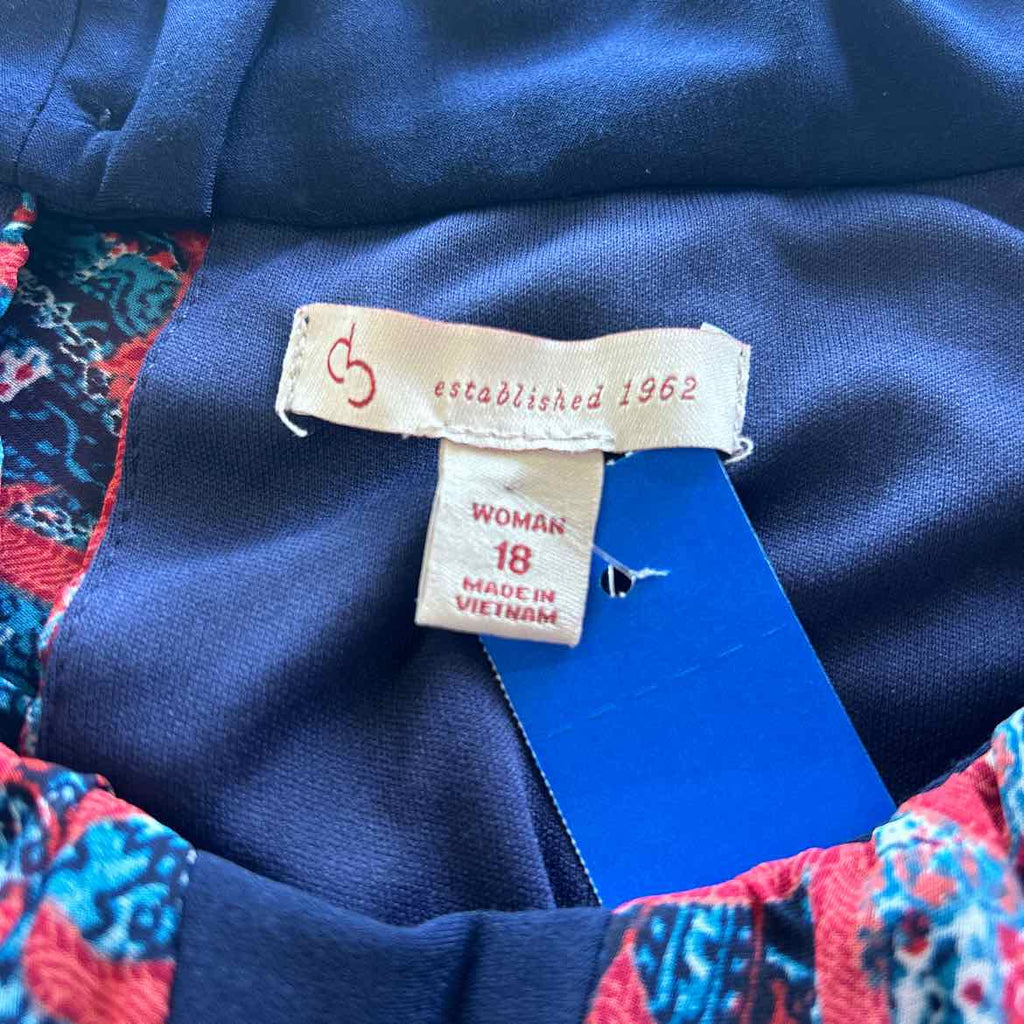 established 1962
WOMAN
18
MADE IN
VIETNAM